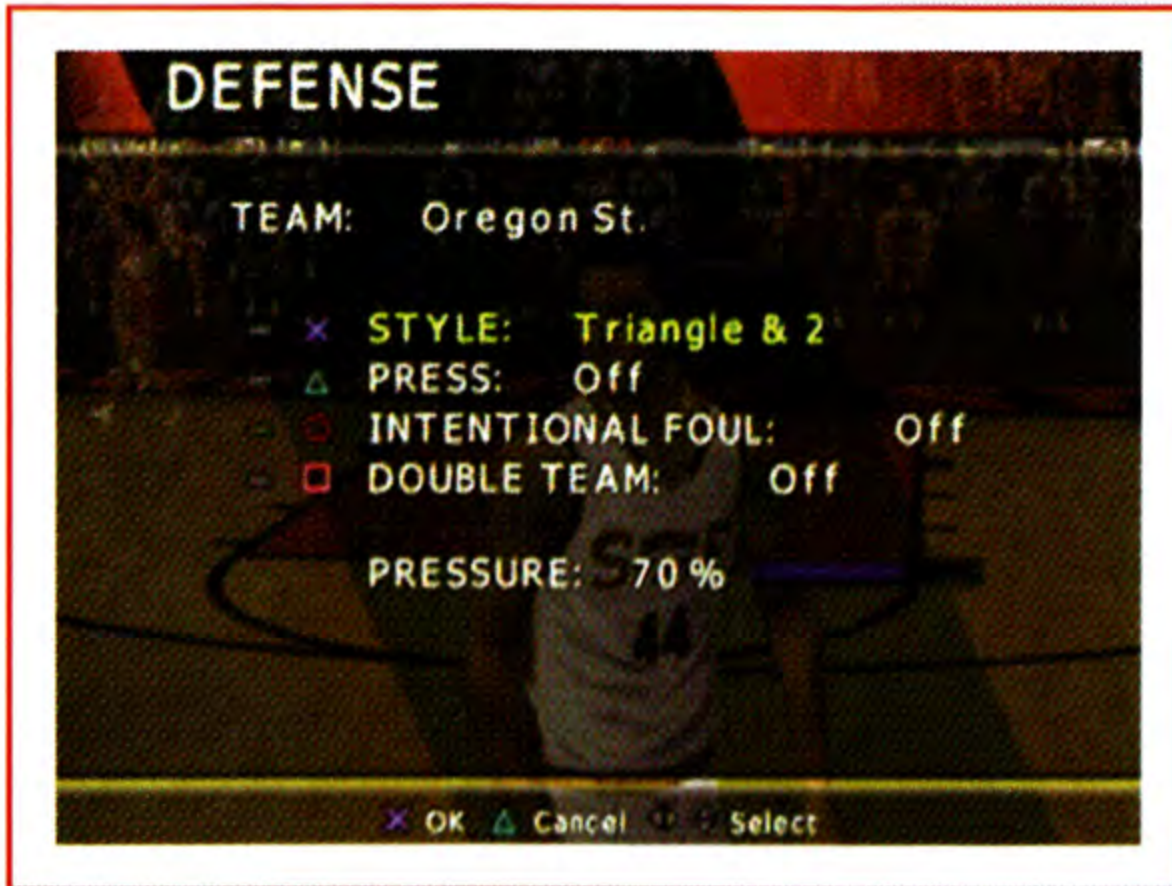 DEFENSE
TEAM: Oregon St.
STYLE: Triangle & 2
PRESS: Off
INTENTIONAL FOUL: Off
DOUBLE TEAM: Off
PRESSURE: 70%
44
OK Cancel Select